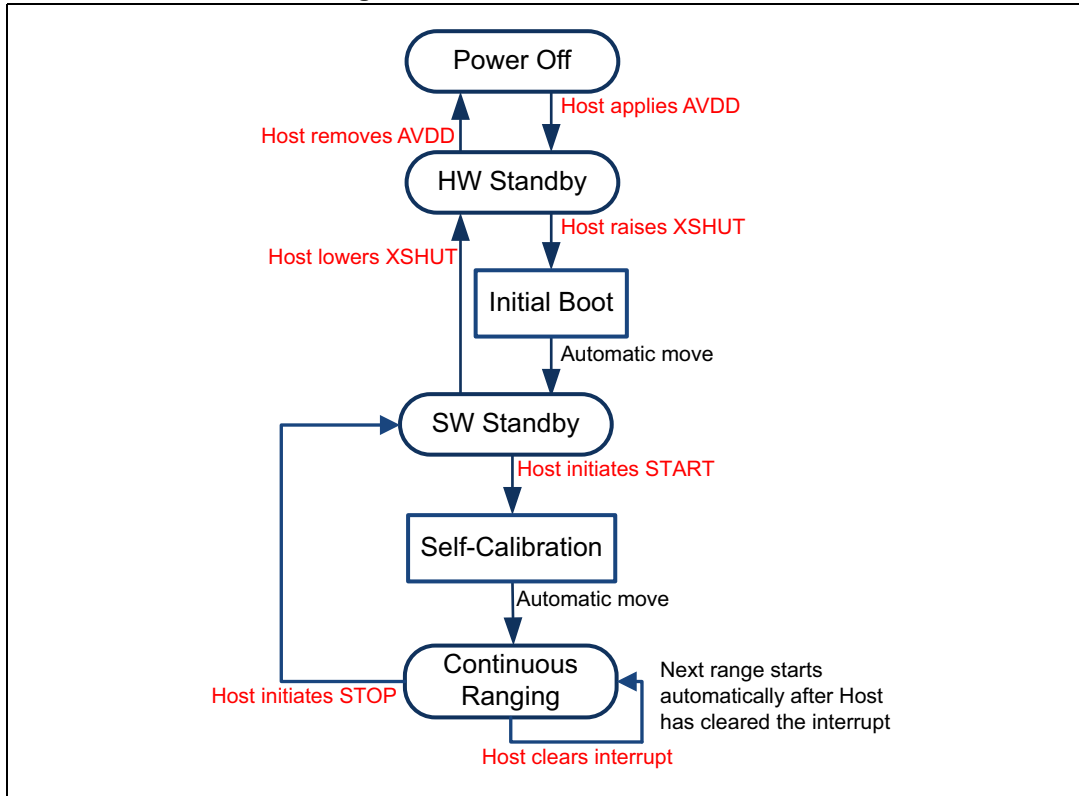 Power Off
Host applies AVDD
Host removes AVDD
HW Standby
Host raises XSHUT
Host lowers XSHUT
Initial Boot
Automatic move
SW Standby
Host initiates START
Self-Calibration
Automatic move
Continuous
Ranging
Next range starts
automatically after Host
has cleared the interrupt
Host initiates STOP
Host clears interrupt